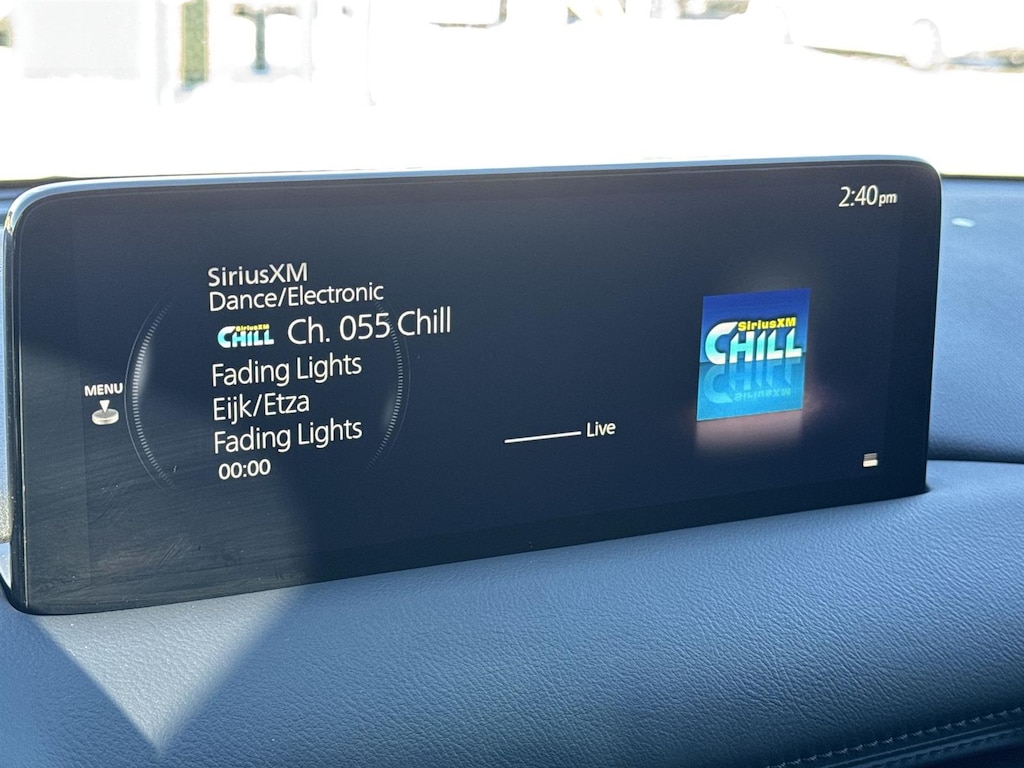 2:40pm
SiriusXM
Dance/Electronic
SiriusXM
CHILL
Ch. 055 Chill
Fading Lights
Eijk/Etza
Fading Lights
00:00
MENU
Live
SiriusXM
CHILL